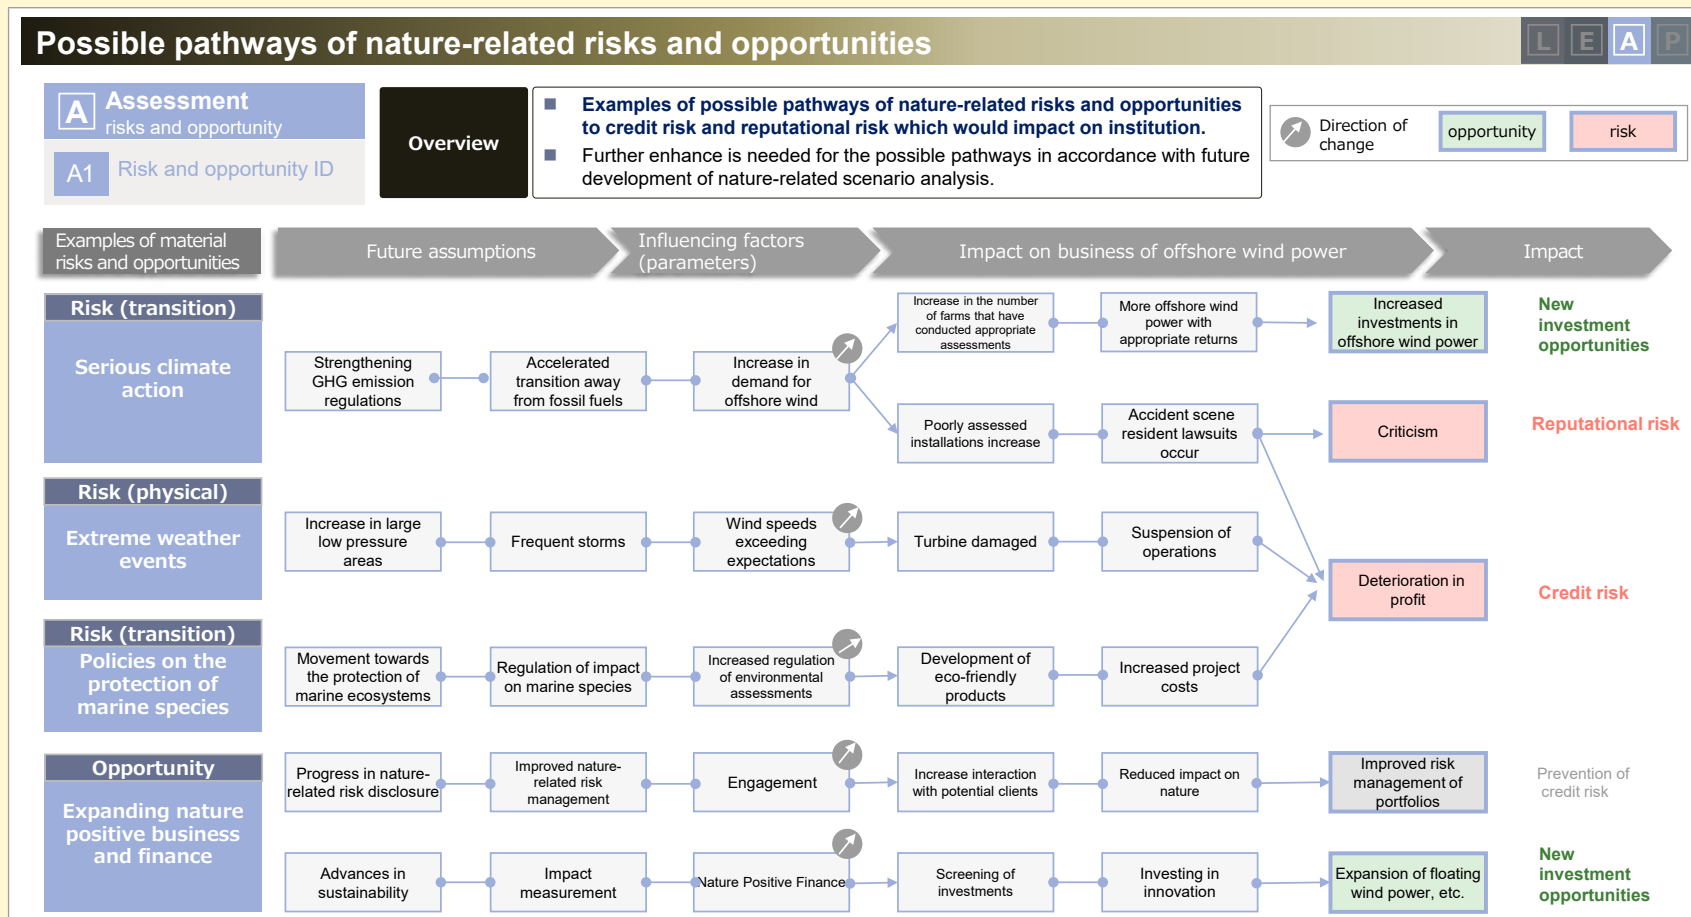 Possible pathways of nature-related risks and opportunities
L E A P
A
Assessment
risks and opportunity
A1
Risk and opportunity ID
Overview
Examples of possible pathways of nature-related risks and opportunities
to credit risk and reputational risk which would impact on institution.
Further enhance is needed for the possible pathways in accordance with future
development of nature-related scenario analysis.
Direction of
change
opportunity
risk
Examples of material
risks and opportunities
Future assumptions
Influencing factors
(parameters)
Impact on business of offshore wind power
Impact
Risk (transition)
Serious climate
action
Strengthening
GHG emission
regulations
Accelerated
transition away
from fossil fuels
Increase in
demand for
offshore wind
Increase in the number
of farms that have
conducted appropriate
assessments
More offshore wind
power with
appropriate returns
Increased
investments in
offshore wind power
New
investment
opportunities
Poorly assessed
installations increase
Accident scene
resident lawsuits
occur
Criticism
Reputational risk
Risk (physical)
Extreme weather
events
Increase in large
low pressure
areas
Frequent storms
Wind speeds
exceeding
expectations
Turbine damaged
Suspension of
operations
Deterioration in
profit
Credit risk
Risk (transition)
Policies on the
protection of
marine species
Movement towards
the protection of
marine ecosystems
Regulation of impact
on marine species
Increased regulation
of environmental
assessments
Development of
eco-friendly
products
Increased project
costs
Opportunity
Expanding nature
positive business
and finance
Progress in nature-
related risk disclosure
Improved nature-
related risk
management
Engagement
Increase interaction
with potential clients
Reduced impact on
nature
Improved risk
management of
portfolios
Prevention of
credit risk
Advances in
sustainability
Impact
measurement
Nature Positive Finance
Screening of
investments
Investing in
innovation
Expansion of floating
wind power, etc.
New
investment
opportunities